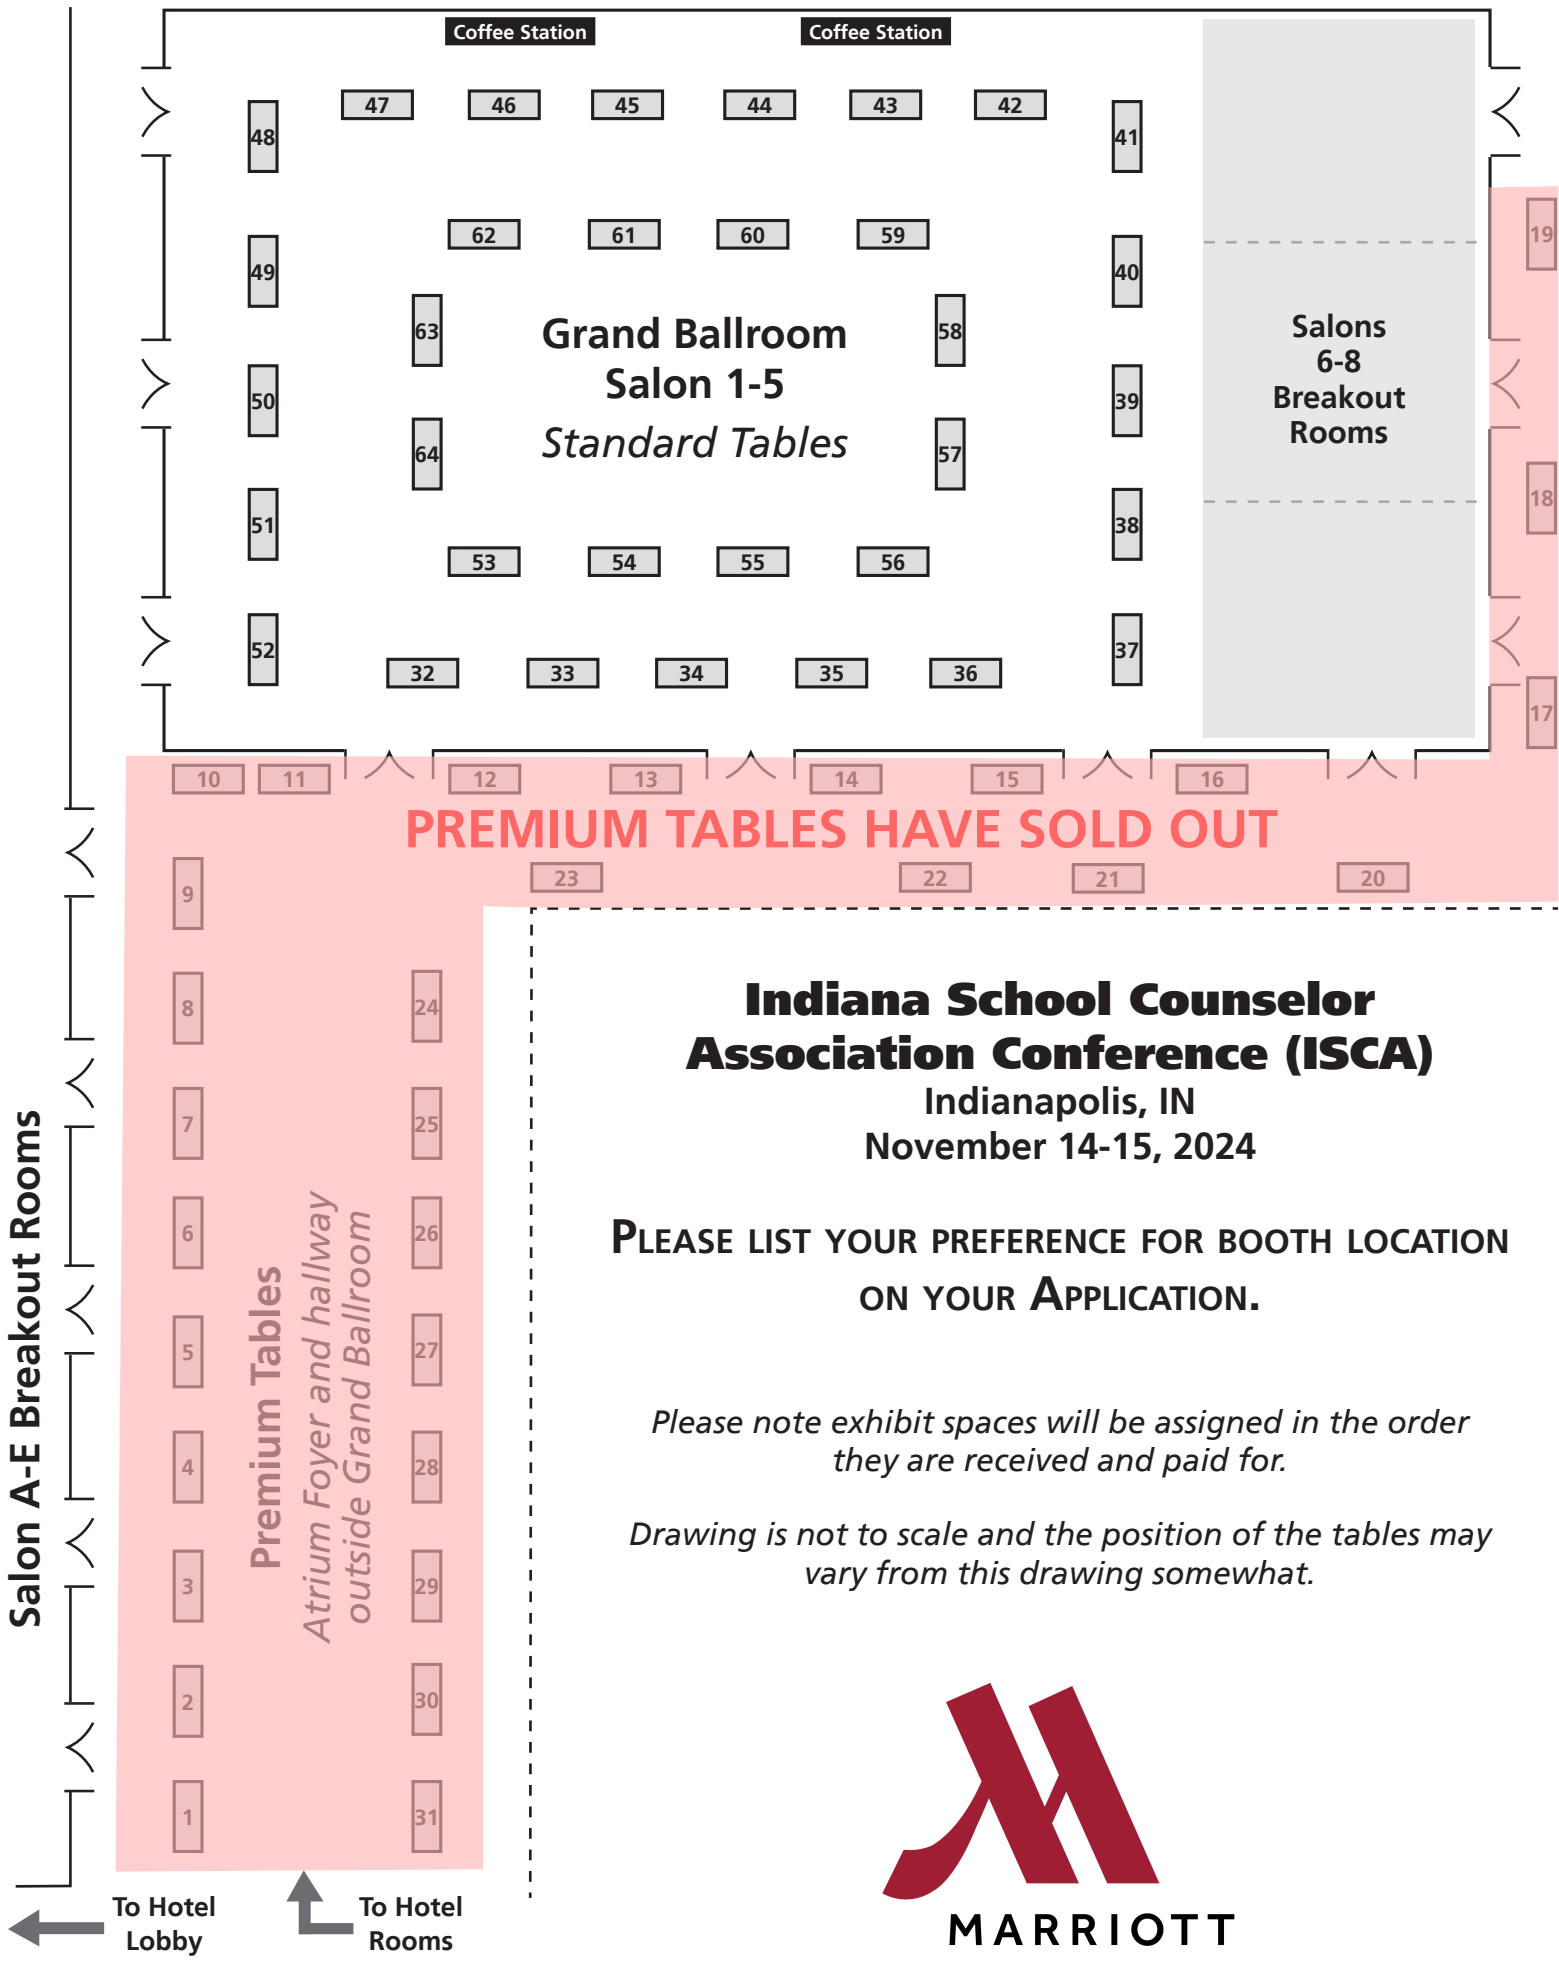 Coffee Station
Coffee Station
47
46
45
44
43
42
48
41
62
61
60
59
19
49
40
63
58
Grand Ballroom
Salon 1-5
Standard Tables
Salons
6-8
Breakout
Rooms
50
39
64
57
18
51
38
53
54
55
56
52
37
32
33
34
35
36
17
10
11
12
13
14
15
16
PREMIUM TABLES HAVE SOLD OUT
23
22
21
20
9
8
24
7
25
6
26
5
27
4
28
3
29
2
30
1
31
Salon A-E Breakout Rooms
Premium Tables
Atrium Foyer and hallway
outside Grand Ballroom
Indiana School Counselor
Association Conference (ISCA)
Indianapolis, IN
November 14-15, 2024
PLEASE LIST YOUR PREFERENCE FOR BOOTH LOCATION
ON YOUR APPLICATION.
Please note exhibit spaces will be assigned in the order
they are received and paid for.
Drawing is not to scale and the position of the tables may
vary from this drawing somewhat.
To Hotel
Lobby
To Hotel
Rooms
MARRIOTT